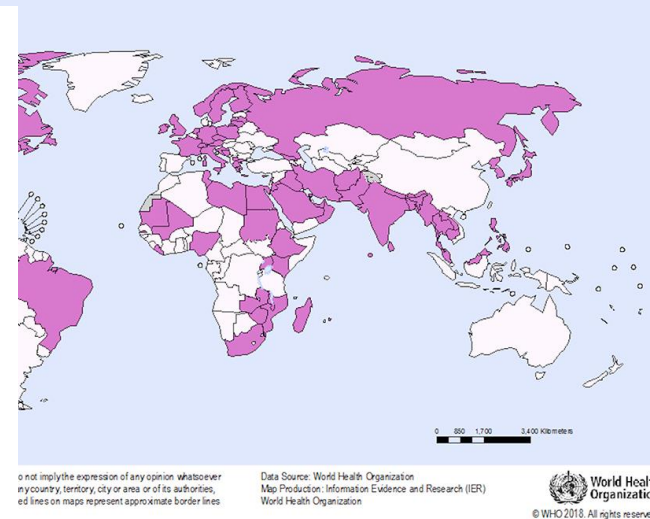 0 850 1,700 3,400 Kilometers
o not imply the expression of any opinion whatsoever
ny country, territory, city or area or of its authorities,
ed lines on maps represent approximate border lines
Data Source: World Health Organization
Map Production: Information Evidence and Research (IER)
World Health Organization
World Healt
Organizatio
© WHO 2018. All rights reserve